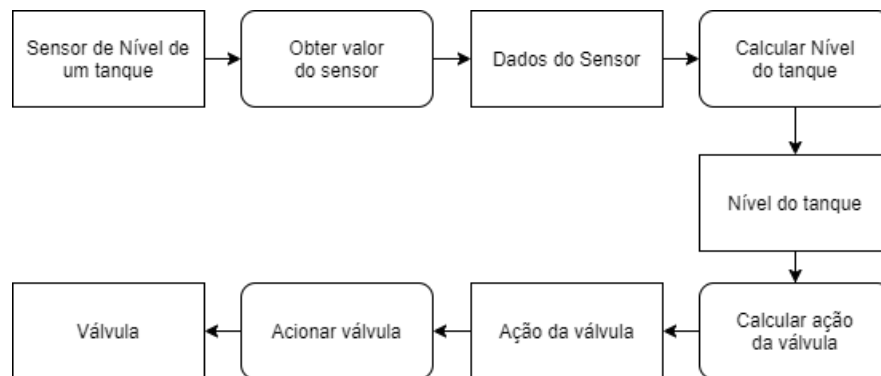 Sensor de Nível de
um tanque
Obter valor
do sensor
Dados do Sensor
Calcular Nível
do tanque
Nível do tanque
Calcular ação
da válvula
Ação da válvula
Acionar válvula
Válvula